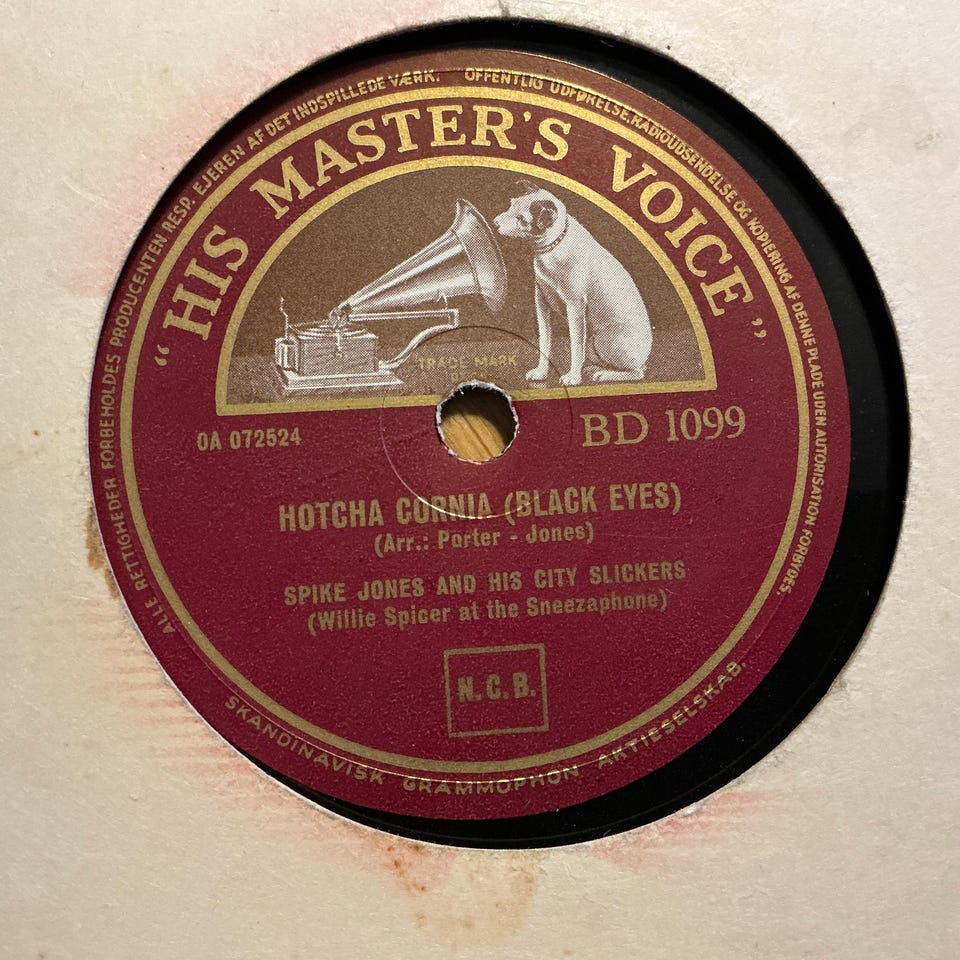 ALLE RETTIGHEDER FORBEHOLDES PRODUCENTEN RESP. EJEREN AF DET INDSPILLEDE VÆRK. OFFENTLIG UDFØRELSE, RADIOUDSENDELSE OG KOPIERING AF DENNE PLADE UDEN AUTORISATION FORBYDES.
“HIS MASTER'S VOICE”
TRADE MARK
OA 072524
BD 1099
HOTCHA CORNIA (BLACK EYES)
(Arr.: Porter - Jones)
SPIKE JONES AND HIS CITY SLICKERS
(Willie Spicer at the Sneezaphone)
N.C.B.
SKANDINAVISK GRAMMOPHON AKTIESELSKAB.